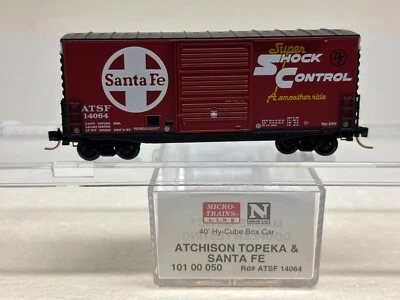 Santa Fe
ATSF
14064
Super
SHOCK
CONTROL
A smoother ride
MICRO-
TRAINS
LINE
N
40' Hy-Cube Box Car
ATCHISON TOPEKA &
SANTA FE
101 00 050 Rd# ATSF 14064